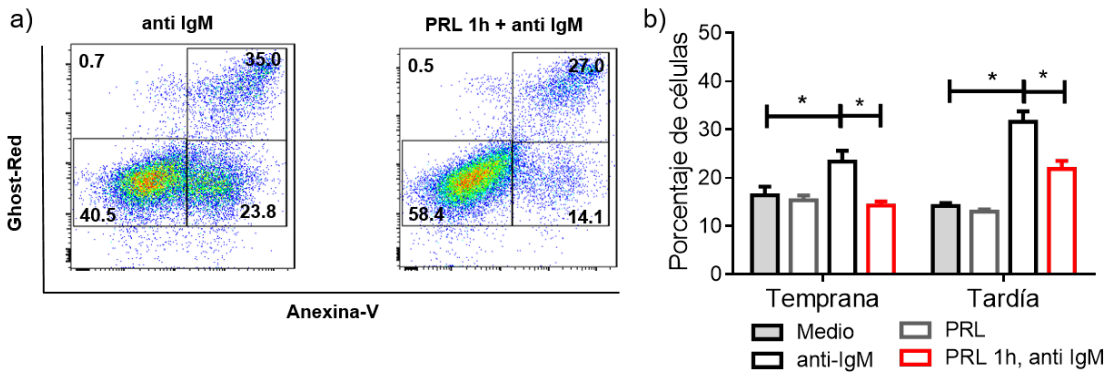 a)
anti IgM
PRL 1h + anti IgM
0.7
35.0
40.5
23.8
0.5
27.0
58.4
14.1
Ghost-Red
Anexina-V
b)
Porcentaje de células
50
40
30
20
10
0
* * * *
Temprana Tardía
Medio PRL
anti-IgM PRL 1h, anti IgM